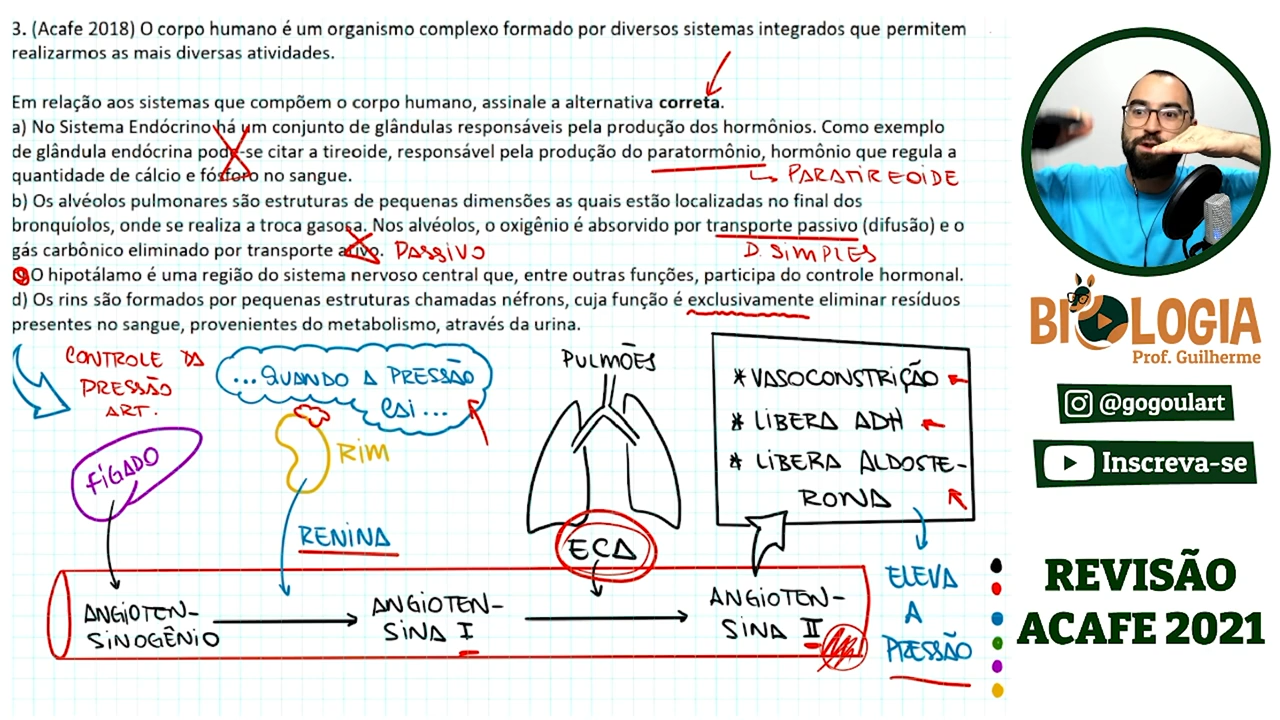 3. (Acafe 2018) O corpo humano é um organismo complexo formado por diversos sistemas integrados que permitem
realizarmos as mais diversas atividades.
Em relação aos sistemas que compõem o corpo humano, assinale a alternativa correta.
a) No Sistema Endócrino há um conjunto de glândulas responsáveis pela produção dos hormônios. Como exemplo
de glândula endócrina pode-se citar a tireoide, responsável pela produção do paratormônio, hormônio que regula a
quantidade de cálcio e fósforo no sangue.
PARATIREOIDE
b) Os alvéolos pulmonares são estruturas de pequenas dimensões as quais estão localizadas no final dos
bronquíolos, onde se realiza a troca gasosa. Nos alvéolos, o oxigênio é absorvido por transporte passivo (difusão) e o
gás carbônico eliminado por transporte ativo. PASSIVO
D. SIMPLES
O hipotálamo é uma região do sistema nervoso central que, entre outras funções, participa do controle hormonal.
d) Os rins são formados por pequenas estruturas chamadas néfrons, cuja função é exclusivamente eliminar resíduos
presentes no sangue, provenientes do metabolismo, através da urina.
CONTROLE DA
PRESSÃO
ART.
...QUANDO A PRESSÃO
CAI...
FÍGADO
RIM
RENINA
PULMÕES
ECA
* VASOCONSTRIÇÃO
* LIBERA ADH
* LIBERA ALDOSTE-
RONA
ANGIOTEN-
SINOGÊNIO
ANGIOTEN-
SINA I
ANGIOTEN-
SINA II
ELEVA
A
PRESSÃO
BIOLOGIA
Prof. Guilherme
@gogoulart
Inscreva-se
REVISÃO
ACAFE 2021